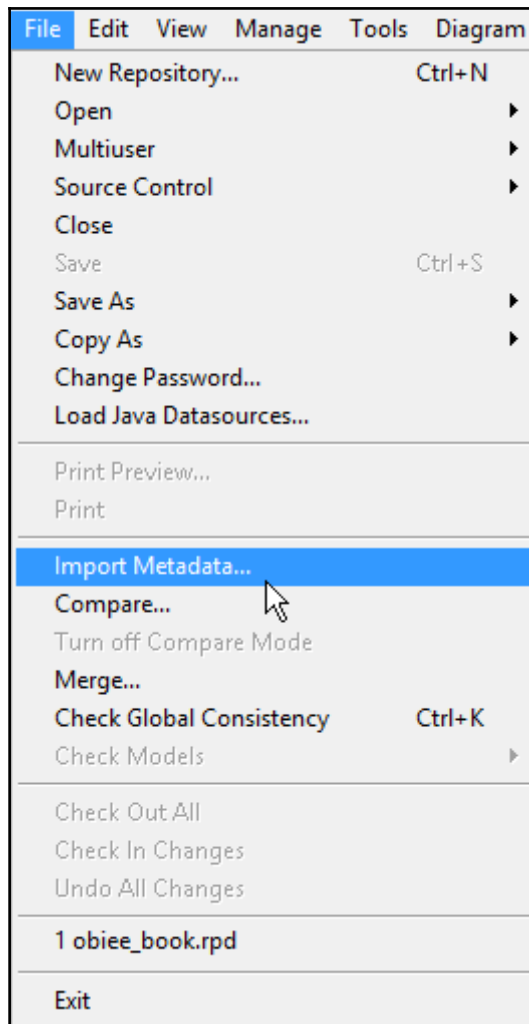 File Edit View Manage Tools Diagram
New Repository... Ctrl+N
Open
Multiuser
Source Control
Close
Save Ctrl+S
Save As
Copy As
Change Password...
Load Java Datasources...
Print Preview...
Print
Import Metadata...
Compare...
Turn off Compare Mode
Merge...
Check Global Consistency Ctrl+K
Check Models
Check Out All
Check In Changes
Undo All Changes
1 obiee_book.rpd
Exit